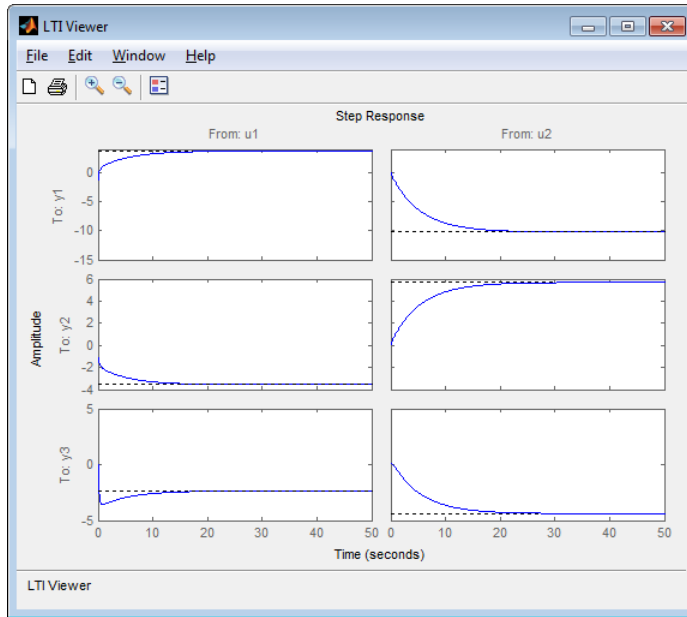 LTI Viewer
File Edit Window Help
Step Response
From: u1 From: u2
Amplitude
To: y1
0
-5
-10
-15
To: y2
6
4
2
0
-2
-4
To: y3
5
0
-5
0 10 20 30 40 50 0 10 20 30 40 50
Time (seconds)
LTI Viewer